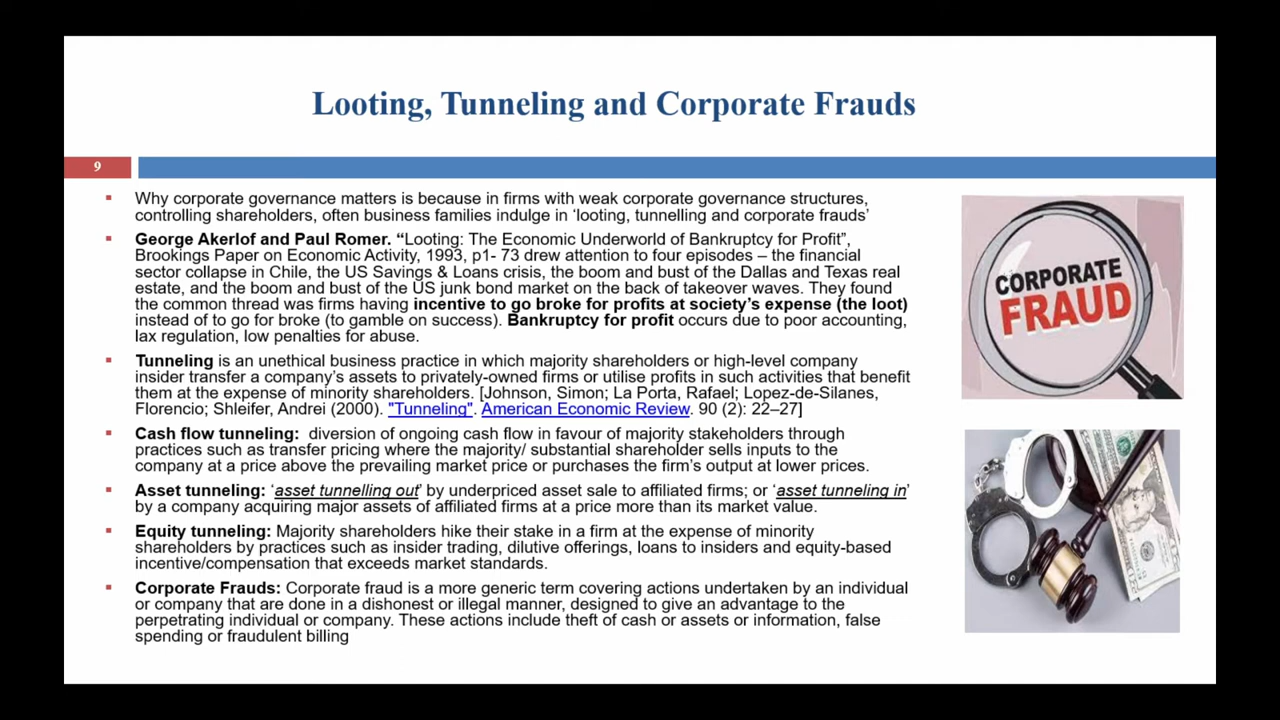 Looting, Tunneling and Corporate Frauds
9
Why corporate governance matters is because in firms with weak corporate governance structures,
controlling shareholders, often business families indulge in ‘looting, tunnelling and corporate frauds’
George Akerlof and Paul Romer. “Looting: The Economic Underworld of Bankruptcy for Profit”,
Brookings Paper on Economic Activity, 1993, p1- 73 drew attention to four episodes – the financial
sector collapse in Chile, the US Savings & Loans crisis, the boom and bust of the Dallas and Texas real
estate, and the boom and bust of the US junk bond market on the back of takeover waves. They found
the common thread was firms having incentive to go broke for profits at society’s expense (the loot)
instead of to go for broke (to gamble on success). Bankruptcy for profit occurs due to poor accounting,
lax regulation, low penalties for abuse.
Tunneling is an unethical business practice in which majority shareholders or high-level company
insider transfer a company’s assets to privately-owned firms or utilise profits in such activities that benefit
them at the expense of minority shareholders. [Johnson, Simon; La Porta, Rafael; Lopez-de-Silanes,
Florencio; Shleifer, Andrei (2000). "Tunneling". American Economic Review. 90 (2): 22–27]
Cash flow tunneling: diversion of ongoing cash flow in favour of majority stakeholders through
practices such as transfer pricing where the majority/ substantial shareholder sells inputs to the
company at a price above the prevailing market price or purchases the firm’s output at lower prices.
Asset tunneling: ‘asset tunnelling out’ by underpriced asset sale to affiliated firms; or ‘asset tunneling in’
by a company acquiring major assets of affiliated firms at a price more than its market value.
Equity tunneling: Majority shareholders hike their stake in a firm at the expense of minority
shareholders by practices such as insider trading, dilutive offerings, loans to insiders and equity-based
incentive/compensation that exceeds market standards.
Corporate Frauds: Corporate fraud is a more generic term covering actions undertaken by an individual
or company that are done in a dishonest or illegal manner, designed to give an advantage to the
perpetrating individual or company. These actions include theft of cash or assets or information, false
spending or fraudulent billing
CORPORATE
FRAUD